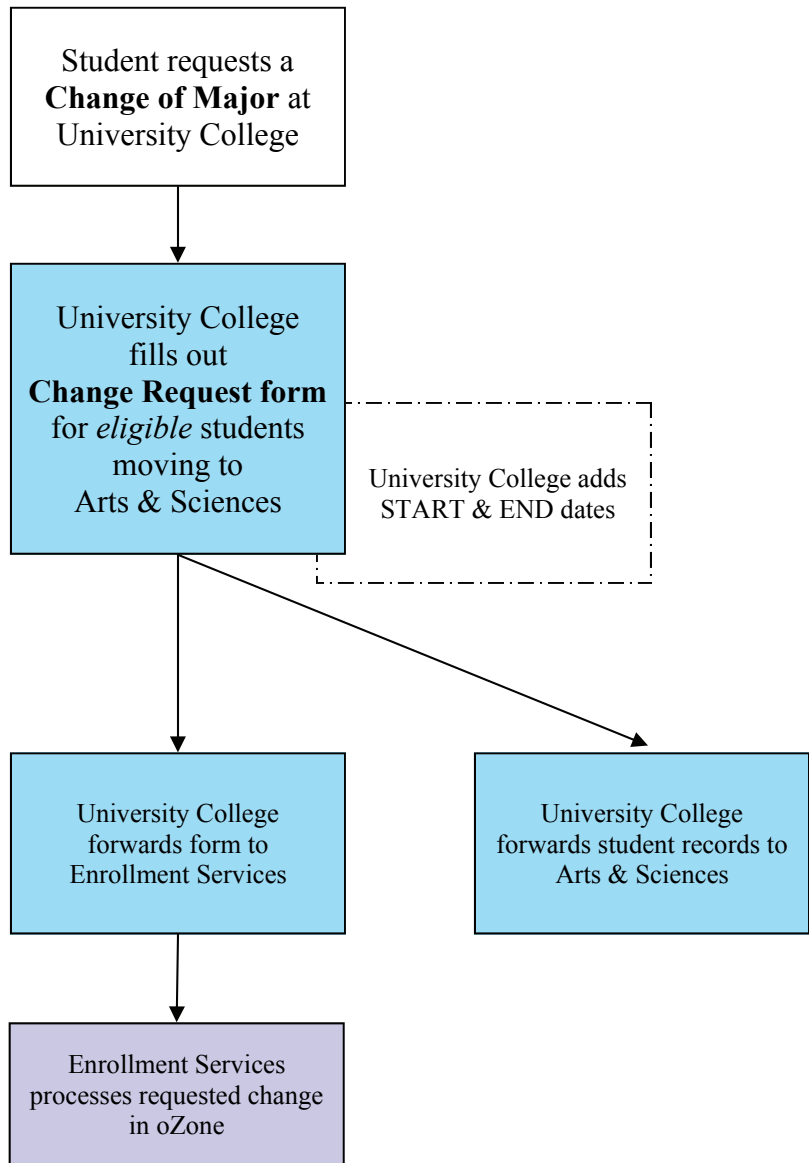 Student requests a
Change of Major at
University College
University College
fills out
Change Request form
for eligible students
moving to
Arts & Sciences
University College adds
START & END dates
University College
forwards form to
Enrollment Services
University College
forwards student records to
Arts & Sciences
Enrollment Services
processes requested change
in oZone